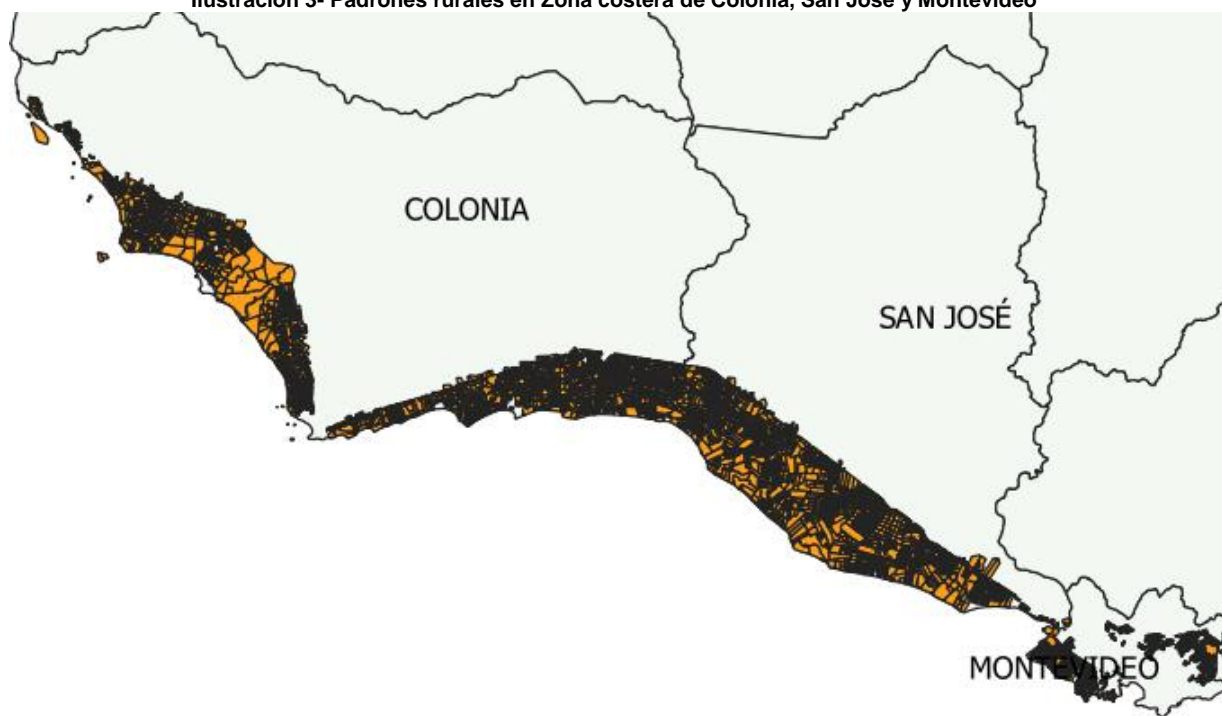 Ilustración 3- Padrones rurales en Zona costera de Colonia, San José y Montevideo
COLONIA
SAN JOSÉ
MONTEVIDEO